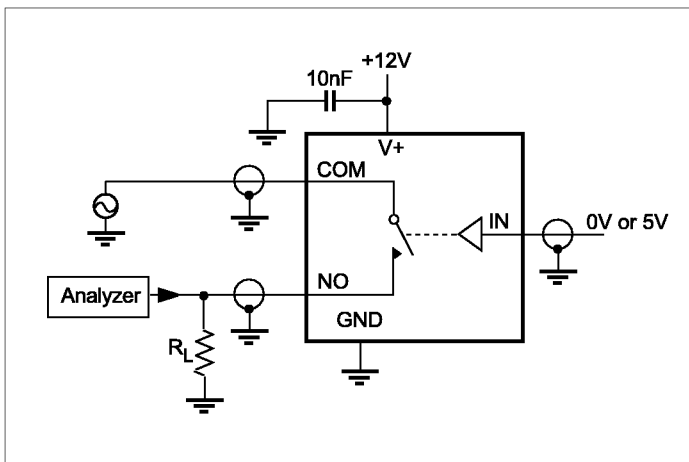 +12V
10nF
V+
COM
IN
0V or 5V
NO
Analyzer
GND
RL